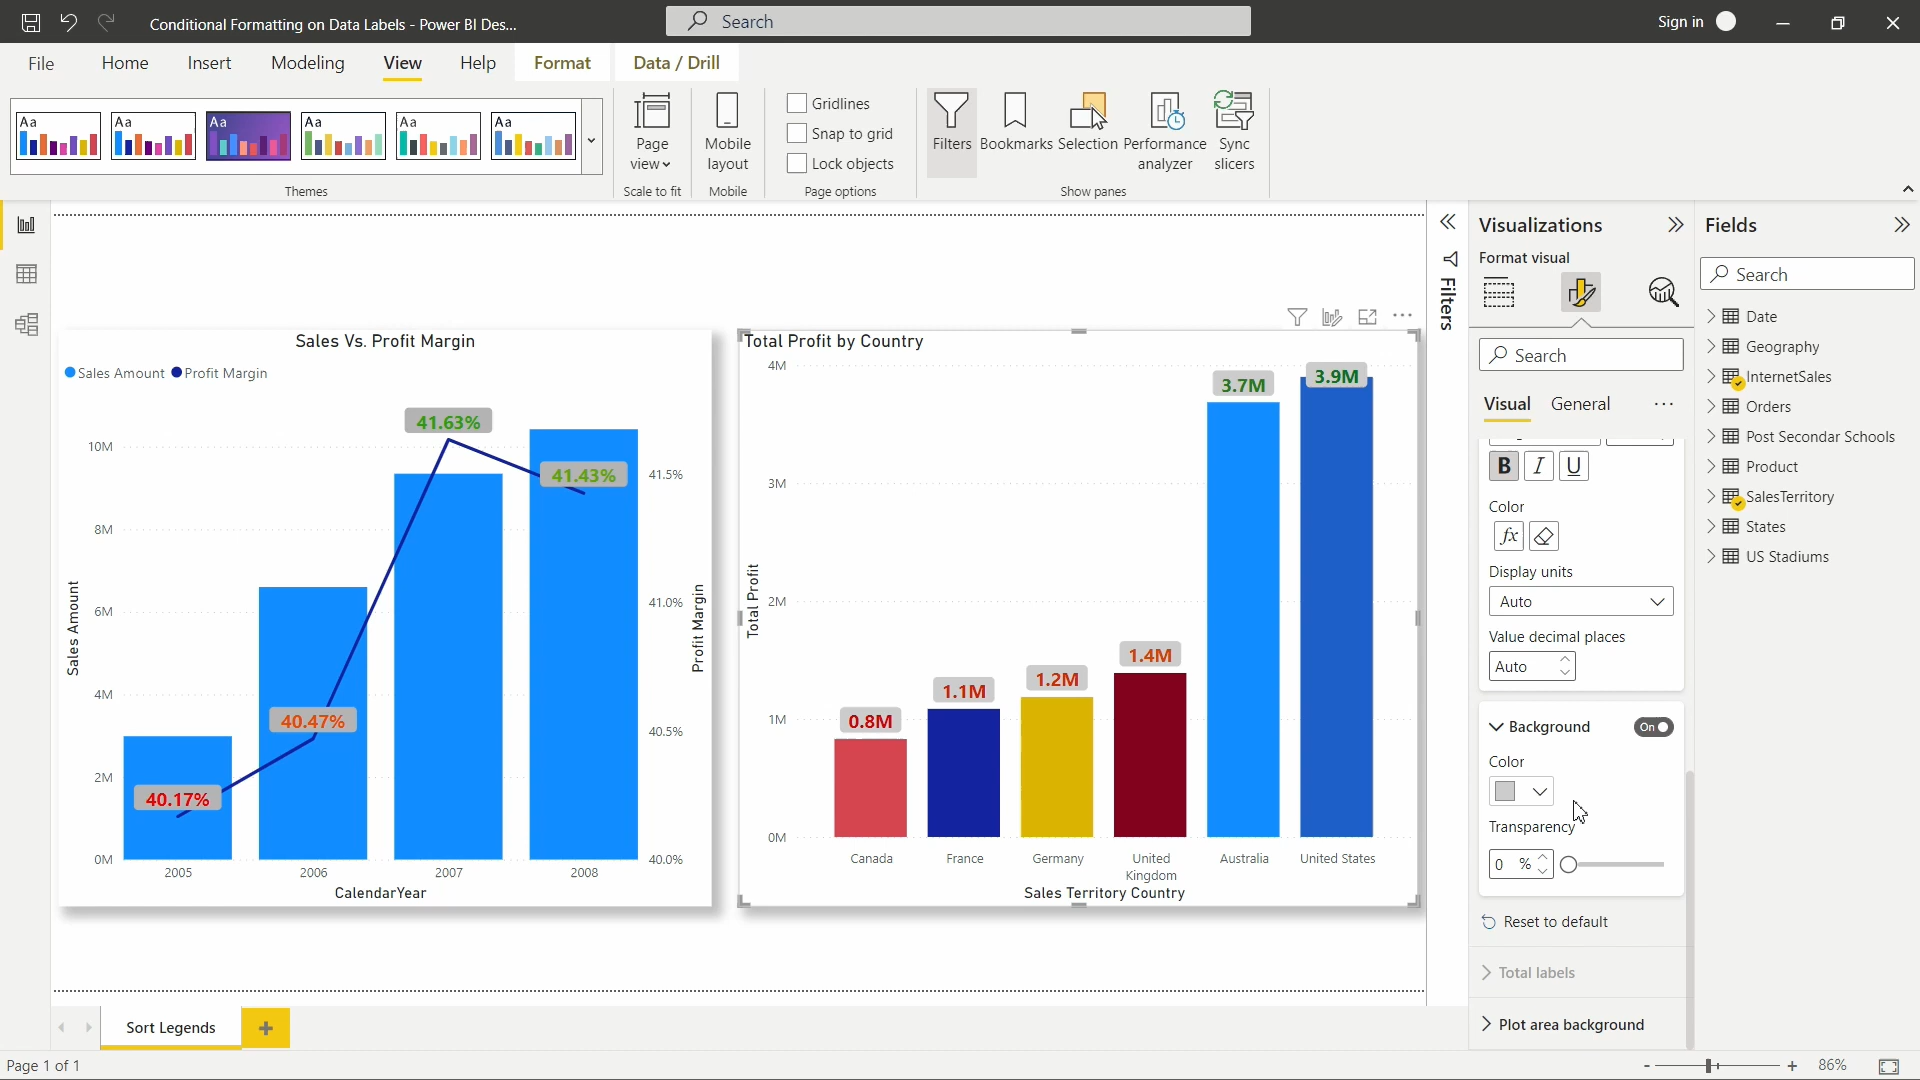 Conditional Formatting on Data Labels - Power BI Des...
Search
Sign in
File
Home
Insert
Modeling
View
Help
Format
Data / Drill
Aa
Aa
Aa
Aa
Aa
Aa
Themes
Page
view
Scale to fit
Mobile
layout
Mobile
Gridlines
Snap to grid
Lock objects
Page options
Filters
Bookmarks
Selection
Performance
analyzer
Sync
slicers
Show panes
Sales Vs. Profit Margin
Sales Amount
Profit Margin
10M
8M
6M
4M
2M
0M
Sales Amount
40.17%
40.47%
41.63%
41.43%
41.5%
41.0%
40.5%
40.0%
Profit Margin
2005
2006
2007
2008
CalendarYear
Total Profit by Country
4M
3M
2M
1M
0M
Total Profit
0.8M
1.1M
1.2M
1.4M
3.7M
3.9M
Canada
France
Germany
United
Kingdom
Australia
United States
Sales Territory Country
Filters
Visualizations
Format visual
Search
Visual
General
B
I
U
Color
fx
Display units
Auto
Value decimal places
Auto
Background
On
Color
Transparency
0 %
Reset to default
Total labels
Plot area background
Fields
Search
Date
Geography
InternetSales
Orders
Post Secondar Schools
Product
SalesTerritory
States
US Stadiums
Sort Legends
Page 1 of 1
- + 86%